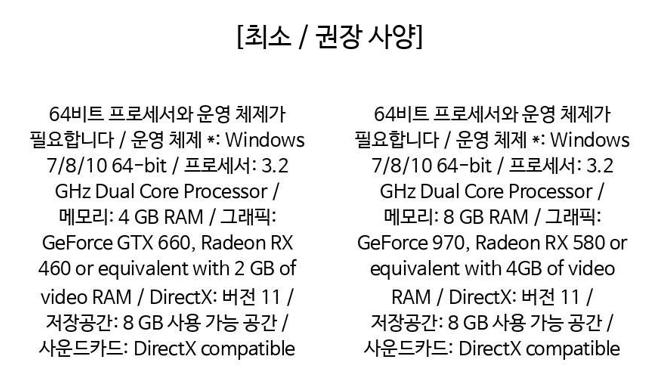 [최소 / 권장 사양]
64비트 프로세서와 운영 체제가
필요합니다 / 운영 체제 *: Windows
7/8/10 64-bit / 프로세서: 3.2
GHz Dual Core Processor /
메모리: 4 GB RAM / 그래픽:
GeForce GTX 660, Radeon RX
460 or equivalent with 2 GB of
video RAM / DirectX: 버전 11 /
저장공간: 8 GB 사용 가능 공간 /
사운드카드: DirectX compatible
64비트 프로세서와 운영 체제가
필요합니다 / 운영 체제 *: Windows
7/8/10 64-bit / 프로세서: 3.2
GHz Dual Core Processor /
메모리: 8 GB RAM / 그래픽:
GeForce 970, Radeon RX 580 or
equivalent with 4GB of video
RAM / DirectX: 버전 11 /
저장공간: 8 GB 사용 가능 공간 /
사운드카드: DirectX compatible